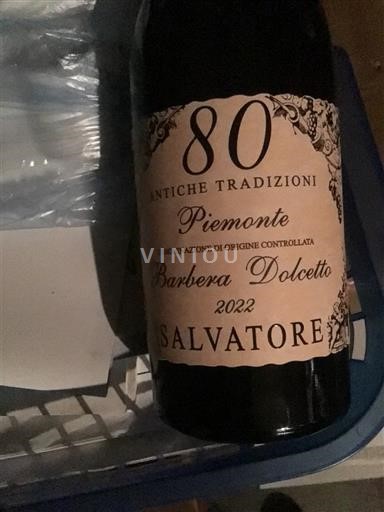 80
ANTICHE TRADIZIONI
Piemonte
DI ORIGINE CONTROLLATA
VINIOU
Barbera Dolcetto
2022
SALVATORE